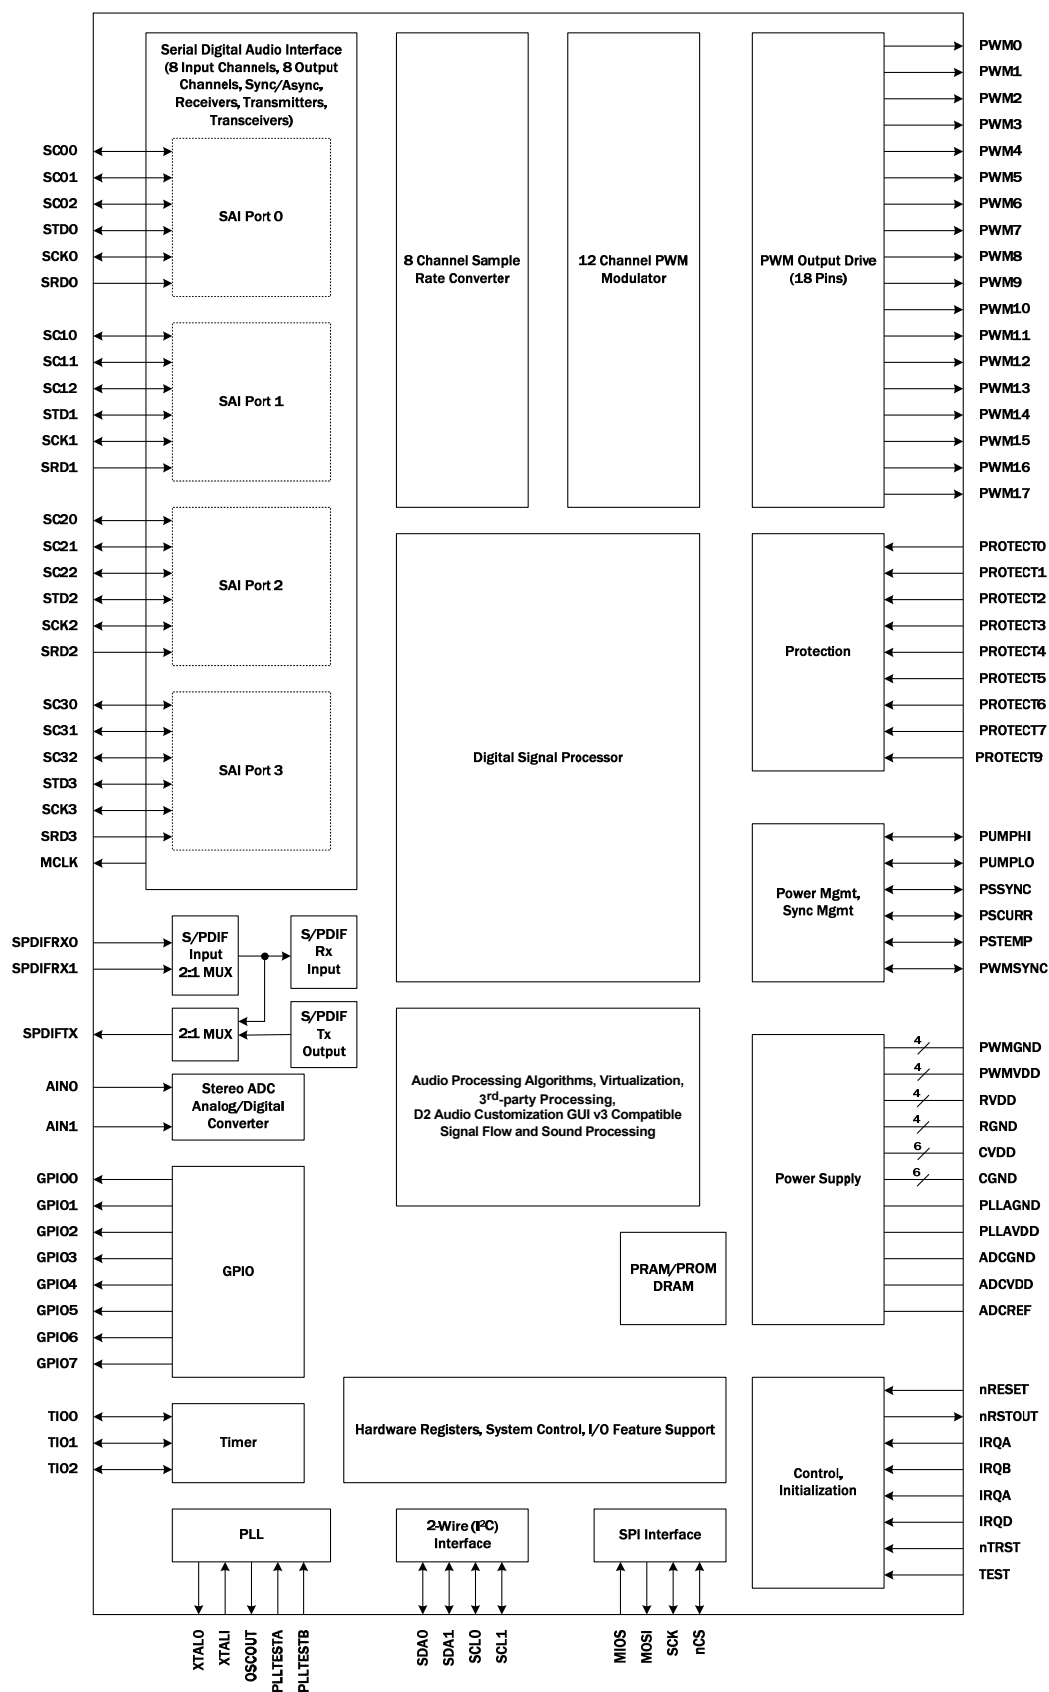 Serial Digital Audio Interface
(8 Input Channels, 8 Output
Channels, Sync/Async,
Receivers, Transmitters,
Transceivers)
SC00
SC01
SC02
STD0
SCK0
SRD0
SAI Port 0
SC10
SC11
SC12
STD1
SCK1
SRD1
SAI Port 1
SC20
SC21
SC22
STD2
SCK2
SRD2
SAI Port 2
SC30
SC31
SC32
STD3
SCK3
SRD3
MCLK
SAI Port 3
SPDIFRX0
SPDIFRX1
S/PDIF
Input
2:1 MUX
S/PDIF
Rx
Input
SPDIFTX
2:1 MUX
S/PDIF
Tx
Output
AIN0
AIN1
Stereo ADC
Analog/Digital
Converter
GPIO0
GPIO1
GPIO2
GPIO3
GPIO4
GPIO5
GPIO6
GPIO7
GPIO
TIO0
TIO1
TIO2
Timer
PLL
XTALO
XTALI
OSCOUT
PLLTESTA
PLLTESTB
8 Channel Sample
Rate Converter
12 Channel PWM
Modulator
Digital Signal Processor
Audio Processing Algorithms, Virtualization,
3rd-party Processing,
D2 Audio Customization GUI v3 Compatible
Signal Flow and Sound Processing
PRAM/PROM
DRAM
Hardware Registers, System Control, I/O Feature Support
2-Wire (I²C)
Interface
SDA0
SDA1
SCL0
SCL1
SPI Interface
MIOS
MOSI
SCK
nCS
PWM Output Drive
(18 Pins)
PWM0
PWM1
PWM2
PWM3
PWM4
PWM5
PWM6
PWM7
PWM8
PWM9
PWM10
PWM11
PWM12
PWM13
PWM14
PWM15
PWM16
PWM17
Protection
PROTECT0
PROTECT1
PROTECT2
PROTECT3
PROTECT4
PROTECT5
PROTECT6
PROTECT7
PROTECT9
Power Mgmt,
Sync Mgmt
PUMPHI
PUMPLO
PSSYNC
PSCURR
PSTEMP
PWMSYNC
Power Supply
4 PWMGND
4 PWMVDD
4 RVDD
4 RGND
6 CVDD
6 CGND
PLLAGND
PLLAVDD
ADCGND
ADCVDD
ADCREF
Control,
Initialization
nRESET
nRSTOUT
IRQA
IRQB
IRQA
IRQD
nTRST
TEST